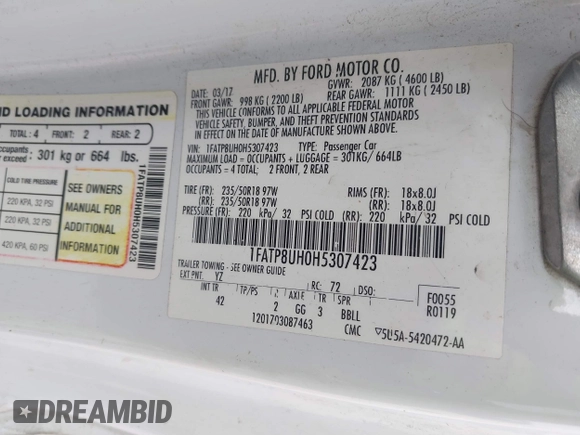 ND LOADING INFORMATION
TOTAL: 4 FRONT: 2 REAR: 2
occupants
exceed: 301 kg or 664 lbs.
COLD TIRE PRESSURE
220 KPA, 32 PSI
220 KPA, 32 PSI
420 KPA, 60 PSI
SEE OWNERS
MANUAL FOR
ADDITIONAL
INFORMATION
1FATP8UH0H5307423
MFD. BY FORD MOTOR CO.
03/17 GVWR: 2087 KG ( 4600 LB)
FRONT GAWR: 998 KG ( 2200 LB) REAR GAWR: 1111 KG ( 2450 LB)
THIS VEHICLE CONFORMS TO ALL APPLICABLE FEDERAL MOTOR
VEHICLE SAFETY, BUMPER, AND THEFT PREVENTION STANDARDS
IN EFFECT ON THE DATE OF MANUFACTURE SHOWN ABOVE.
VIN: 1FATP8UH0H5307423 TYPE: Passenger Car
MAXIMUM LOAD = OCCUPANTS + LUGGAGE = 301KG/ 664LB
OCCUPANTS = 4 TOTAL; 2 FRONT, 2 REAR
TIRE (FR): 235/50R18 97W RIMS (FR): 18x8.0J
(RR): 235/50R18 97W (RR): 18x8.0J
PRESSURE (FR): 220 kPa/ 32 PSI COLD (RR): 220 kPa/ 32 PSI COLD
1FATP8UH0H5307423
TRAILER TOWING - SEE OWNER GUIDE
EXT PNT: YZ RC: 72 DSO:
INT TR TP/PS R AXLE TR SPR
42 2 GG 3 BBLL
1201703087463 CMC
F0055
R0119
5U5A-5420472-AA
DREAMBID